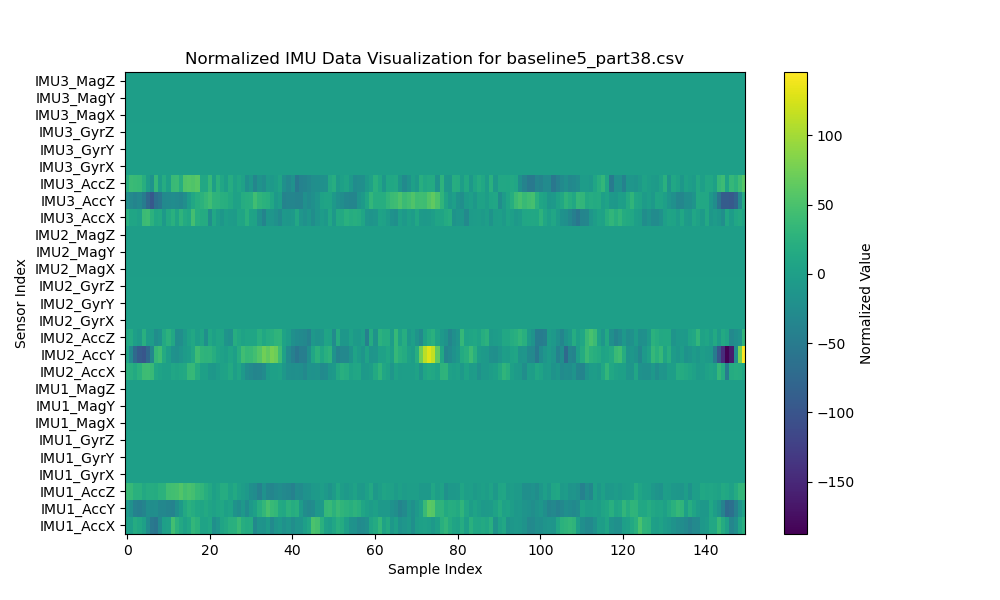 Normalized IMU Data Visualization for baseline5_part38.csv
IMU3_MagZ
IMU3_MagY
IMU3_MagX
IMU3_GyrZ
IMU3_GyrY
IMU3_GyrX
IMU3_AccZ
IMU3_AccY
IMU3_AccX
IMU2_MagZ
IMU2_MagY
IMU2_MagX
IMU2_GyrZ
IMU2_GyrY
IMU2_GyrX
IMU2_AccZ
IMU2_AccY
IMU2_AccX
IMU1_MagZ
IMU1_MagY
IMU1_MagX
IMU1_GyrZ
IMU1_GyrY
IMU1_GyrX
IMU1_AccZ
IMU1_AccY
IMU1_AccX
Sensor Index
0 20 40 60 80 100 120 140
Sample Index
100
50
0
−50
−100
−150
Normalized Value